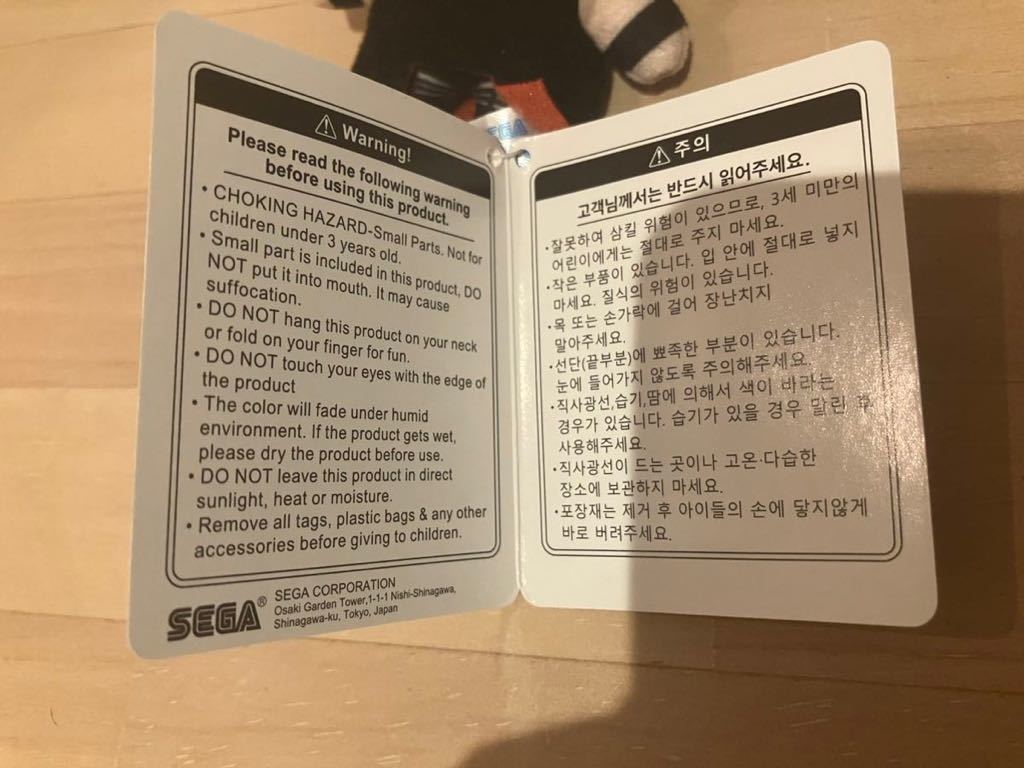 ⚠ Warning!
Please read the following warning
before using this product.
• CHOKING HAZARD-Small Parts. Not for
children under 3 years old.
• Small part is included in this product, DO
NOT put it into mouth. It may cause
suffocation.
• DO NOT hang this product on your neck
or fold on your finger for fun.
• DO NOT touch your eyes with the edge of
the product
• The color will fade under humid
environment. If the product gets wet,
please dry the product before use.
• DO NOT leave this product in direct
sunlight, heat or moisture.
• Remove all tags, plastic bags & any other
accessories before giving to children.
SEGA®
SEGA CORPORATION
Osaki Garden Tower,1-1-1 Nishi-Shinagawa,
Shinagawa-ku, Tokyo, Japan
SEGA
⚠ 주의
고객님께서는 반드시 읽어주세요.
·잘못하여 삼킬 위험이 있으므로, 3세 미만의
어린이에게는 절대로 주지 마세요.
·작은 부품이 있습니다. 입 안에 절대로 넣지
마세요. 질식의 위험이 있습니다.
·목 또는 손가락에 걸어 장난치지
말아주세요.
·선단(끝부분)에 뾰족한 부분이 있습니다.
눈에 들어가지 않도록 주의해주세요.
·직사광선,습기,땀에 의해서 색이 바라는
경우가 있습니다. 습기가 있을 경우 말린 후
사용해주세요.
·직사광선이 드는 곳이나 고온·다습한
장소에 보관하지 마세요.
·포장재는 제거 후 아이들의 손에 닿지않게
바로 버려주세요.